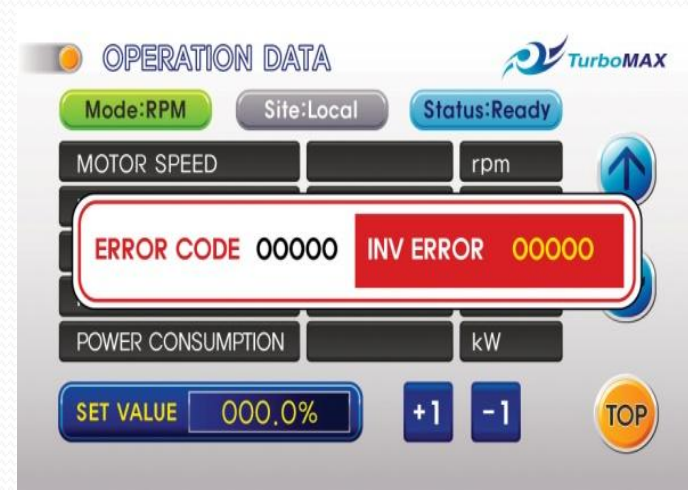 OPERATION DATA
TurboMAX
Mode:RPM
Site:Local
Status:Ready
MOTOR SPEED
rpm
ERROR CODE 00000 INV ERROR 00000
POWER CONSUMPTION
kW
SET VALUE 000.0%
+1
-1
TOP